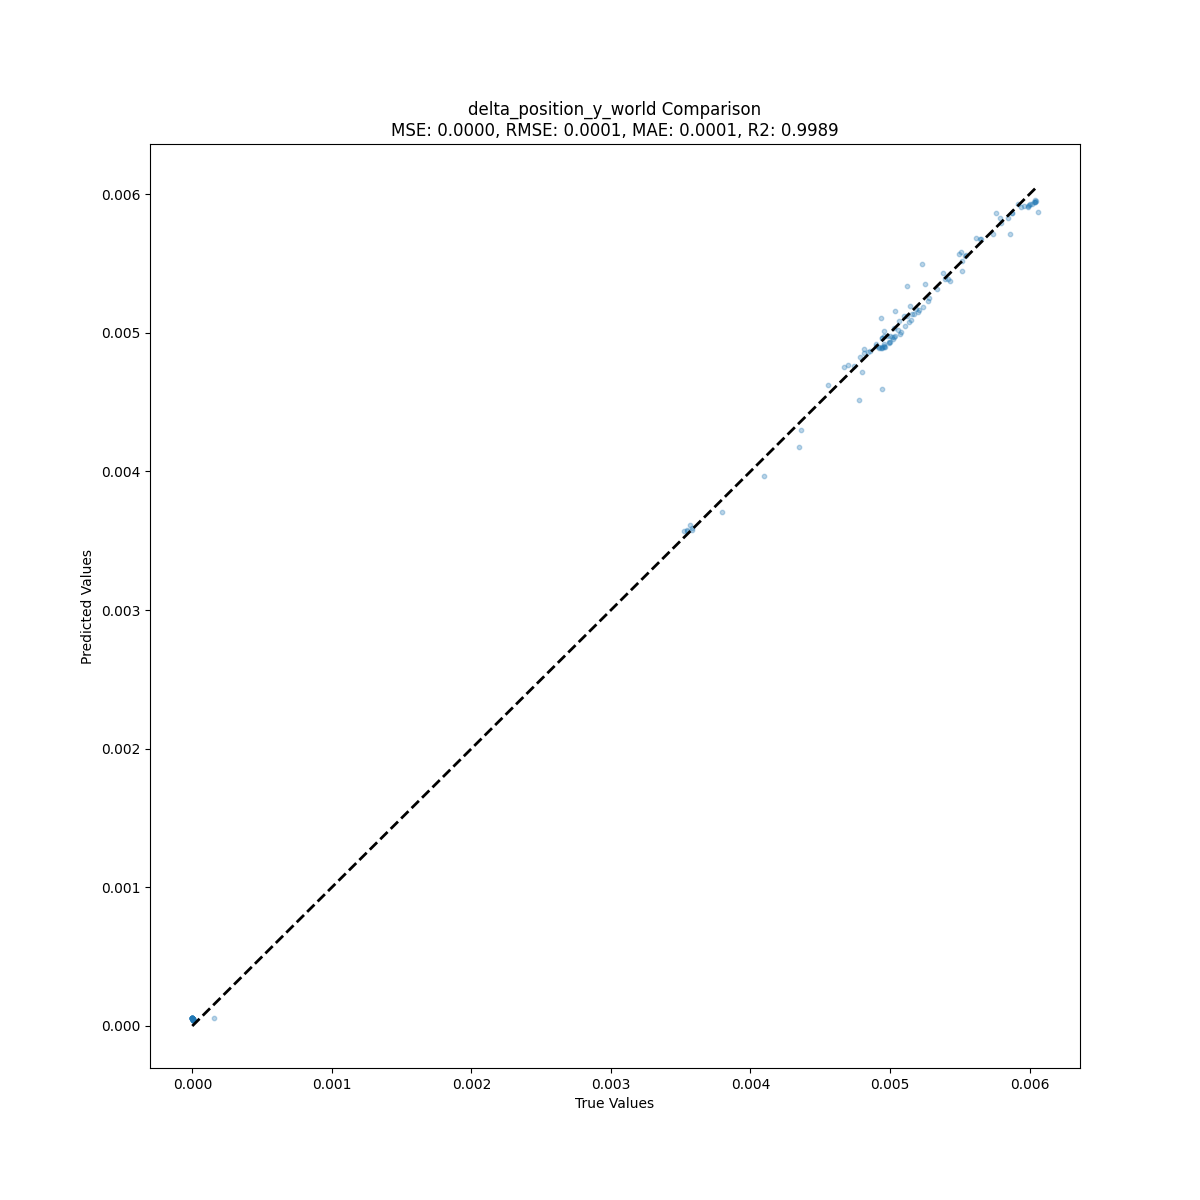 delta_position_y_world Comparison
MSE: 0.0000, RMSE: 0.0001, MAE: 0.0001, R2: 0.9989
0.006
0.005
0.004
0.003
0.002
0.001
0.000
Predicted Values
0.000 0.001 0.002 0.003 0.004 0.005 0.006
True Values